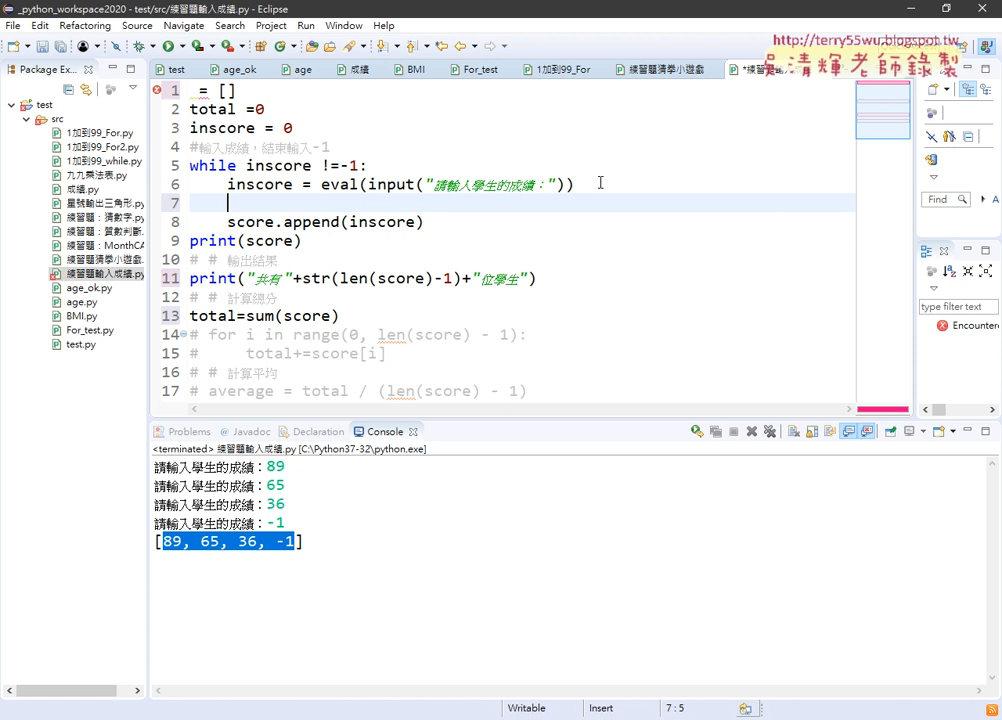 _python_workspace2020 - test/src/練習題輸入成績.py - Eclipse
File Edit Refactoring Source Navigate Search Project Run Window Help
http://terry55wu.blogspot.tw
吳清輝老師錄製
Package Ex...
test age_ok age 成績 BMI For_test 1加到99_For 練習題猜學小遊戲
test
src
1加到99_For.py
1加到99_For2.py
1加到99_while.py
九九乘法表.py
成績.py
星號輸出三角形.py
練習題：猜數字.py
練習題：質數判斷.
練習題：MonthCA
練習題猜學小遊戲.
練習題輸入成績.py
age_ok.py
age.py
BMI.py
For_test.py
test.py
1 = []
2 total =0
3 inscore = 0
4 #輸入成績，結束輸入-1
5 while inscore !=-1:
6 inscore = eval(input("請輸入學生的成績："))
7
8 score.append(inscore)
9 print(score)
10 # # 輸出結果
11 print("共有"+str(len(score)-1)+"位學生")
12 # # 計算總分
13 total=sum(score)
14 # for i in range(0, len(score) - 1):
15 # total+=score[i]
16 # # 計算平均
17 # average = total / (len(score) - 1)
Find
A
type filter text
Encounter
Problems Javadoc Declaration Console
<terminated> 練習題輸入成績.py [C:\Python37-32\python.exe]
請輸入學生的成績：89
請輸入學生的成績：65
請輸入學生的成績：36
請輸入學生的成績：-1
[89, 65, 36, -1]
Writable Insert 7 : 5